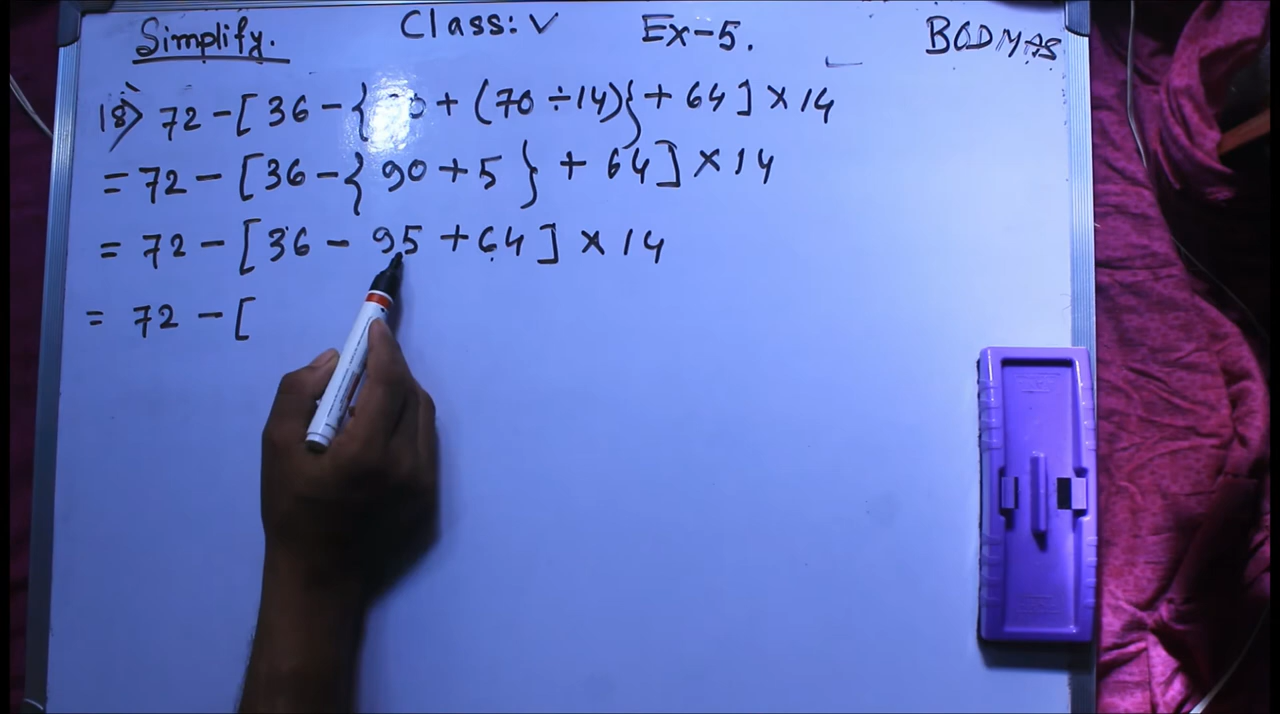 Simplify. Class: V Ex-5. BODMAS
18) 72 - [36 - { 0 + (70 ÷ 14)} + 64] × 14
= 72 - [36 - { 90 + 5 } + 64] × 14
= 72 - [36 - 95 + 64] × 14
= 72 - [